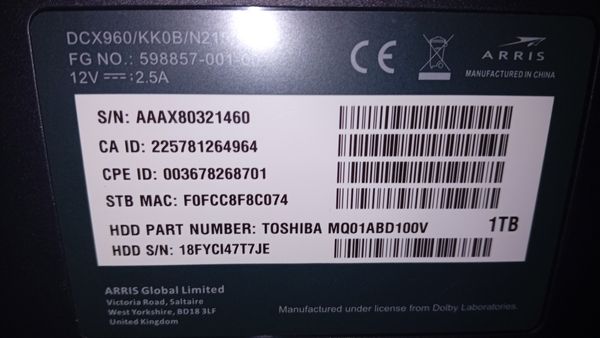 DCX960/KK0B/N215
FG NO.: 598857-001-
12V ⎓ 2.5A
ARRIS
MANUFACTURED IN CHINA
S/N: AAAX80321460
CA ID: 225781264964
CPE ID: 003678268701
STB MAC: F0FCC8F8C074
HDD PART NUMBER: TOSHIBA MQ01ABD100V 1TB
HDD S/N: 18FYCI47T7JE
ARRIS Global Limited
Victoria Road, Saltaire
West Yorkshire, BD18 3LF
United Kingdom
Manufactured under license from Dolby Laboratories.